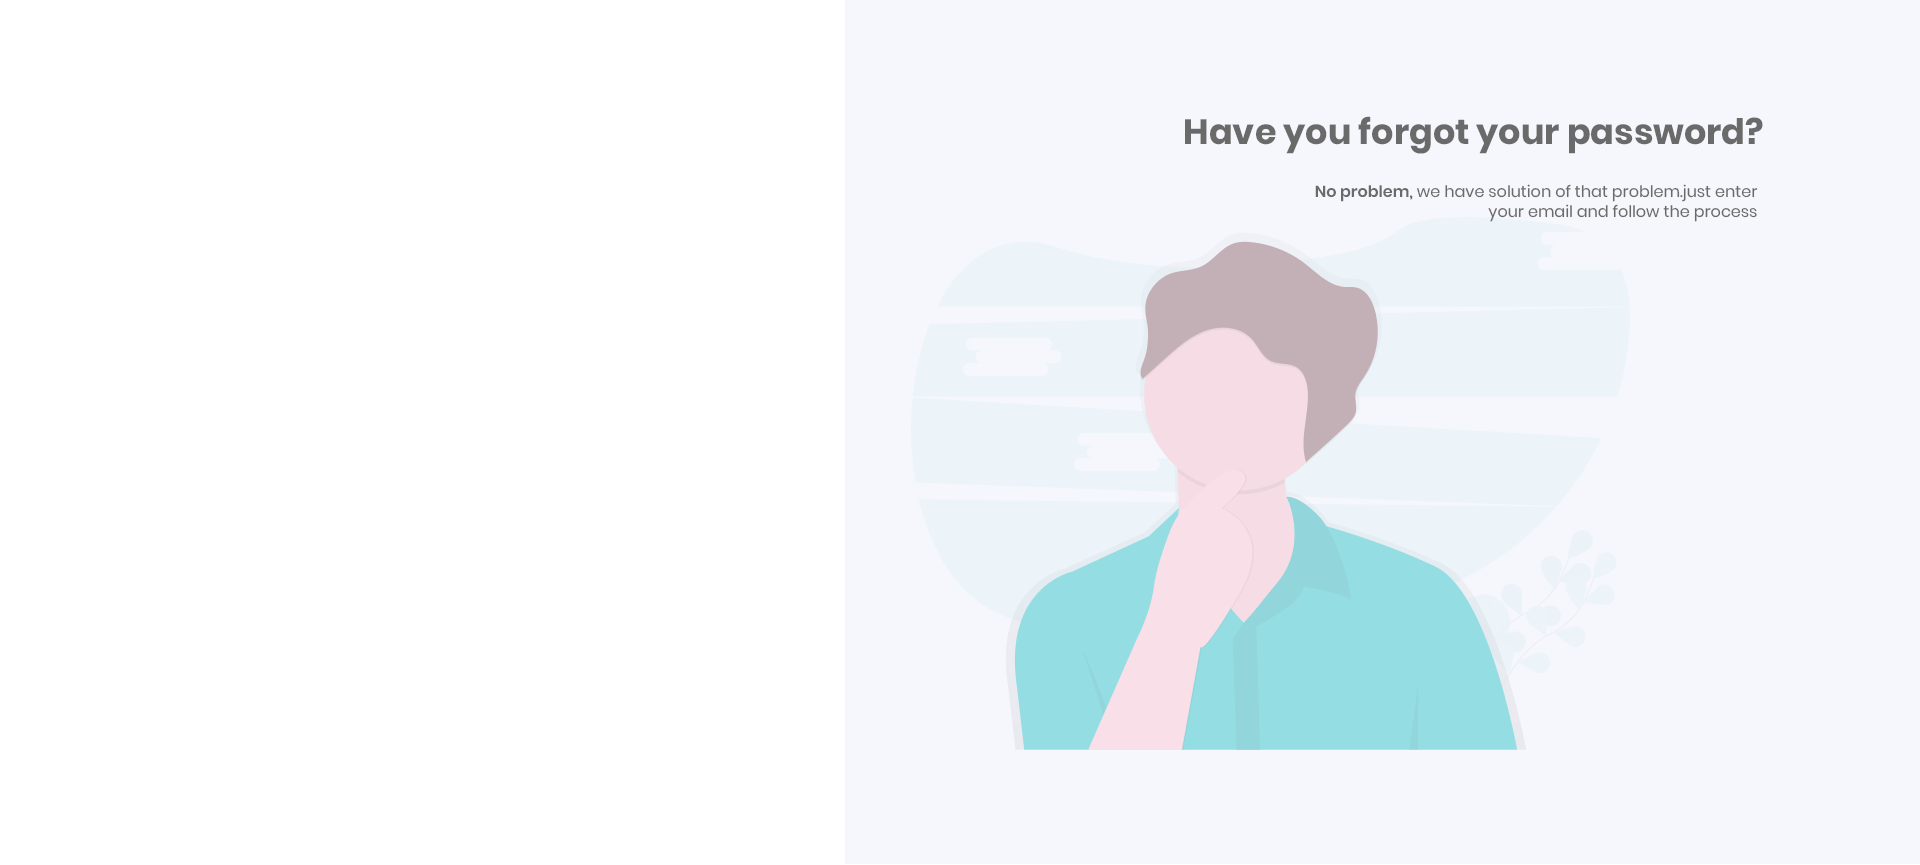 Have you forgot your password?
No problem, we have solution of that problem.just enter
your email and follow the process